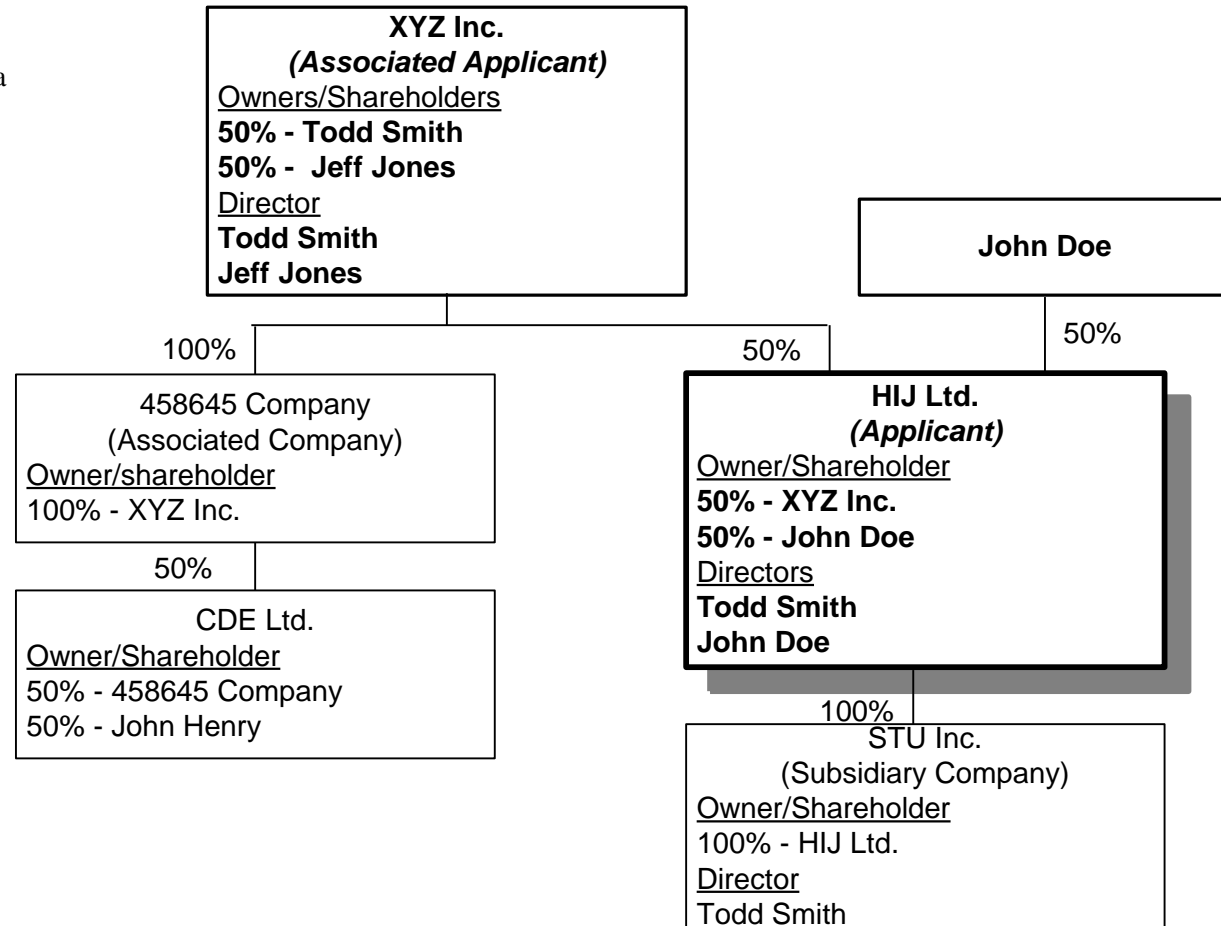 a
XYZ Inc.
(Associated Applicant)
Owners/Shareholders
50% - Todd Smith
50% -  Jeff Jones
Director
Todd Smith
Jeff Jones
John Doe
100%
50%
50%
458645 Company
(Associated Company)
Owner/shareholder
100% - XYZ Inc.
HIJ Ltd.
(Applicant)
Owner/Shareholder
50% - XYZ Inc.
50% - John Doe
Directors
Todd Smith
John Doe
50%
CDE Ltd.
Owner/Shareholder
50% - 458645 Company
50% - John Henry
100%
STU Inc.
(Subsidiary Company)
Owner/Shareholder
100% - HIJ Ltd.
Director
Todd Smith